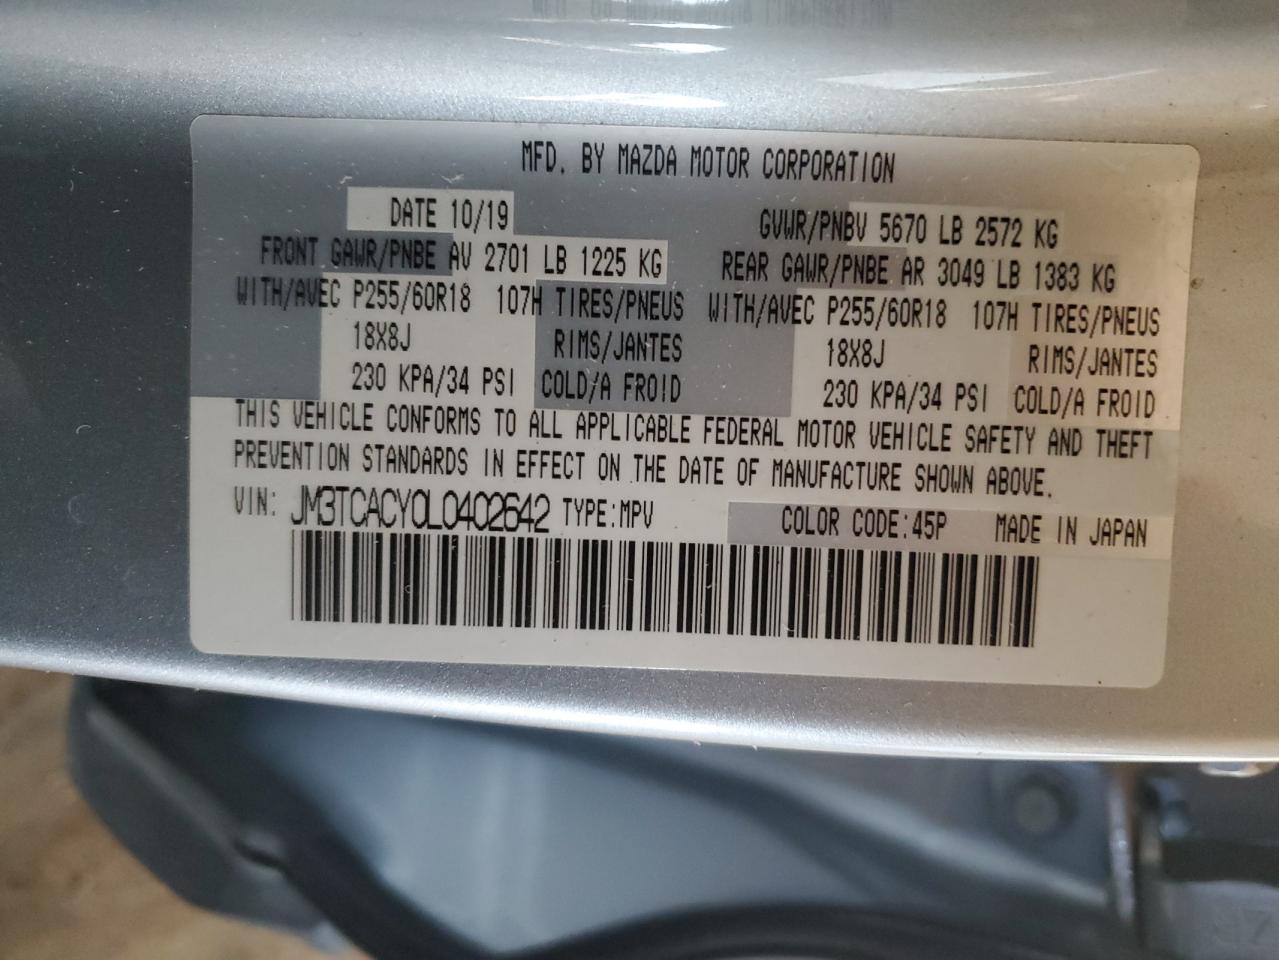 MFD. BY MAZDA MOTOR CORPORATION
DATE 10/19 GVWR/PNBV 5670 LB 2572 KG
FRONT GAWR/PNBE AV 2701 LB 1225 KG REAR GAWR/PNBE AR 3049 LB 1383 KG
WITH/AVEC P255/60R18 107H TIRES/PNEUS WITH/AVEC P255/60R18 107H TIRES/PNEUS
18X8J RIMS/JANTES 18X8J RIMS/JANTES
230 KPA/34 PSI COLD/A FROID 230 KPA/34 PSI COLD/A FROID
THIS VEHICLE CONFORMS TO ALL APPLICABLE FEDERAL MOTOR VEHICLE SAFETY AND THEFT
PREVENTION STANDARDS IN EFFECT ON THE DATE OF MANUFACTURE SHOWN ABOVE.
VIN: JM3TCACY0L0402642 TYPE:MPV COLOR CODE:45P MADE IN JAPAN